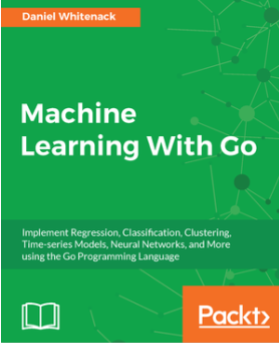 Daniel Whitenack
Machine
Learning With Go
Implement Regression, Classification, Clustering,
Time-series Models, Neural Networks, and More
using the Go Programming Language
Packt>